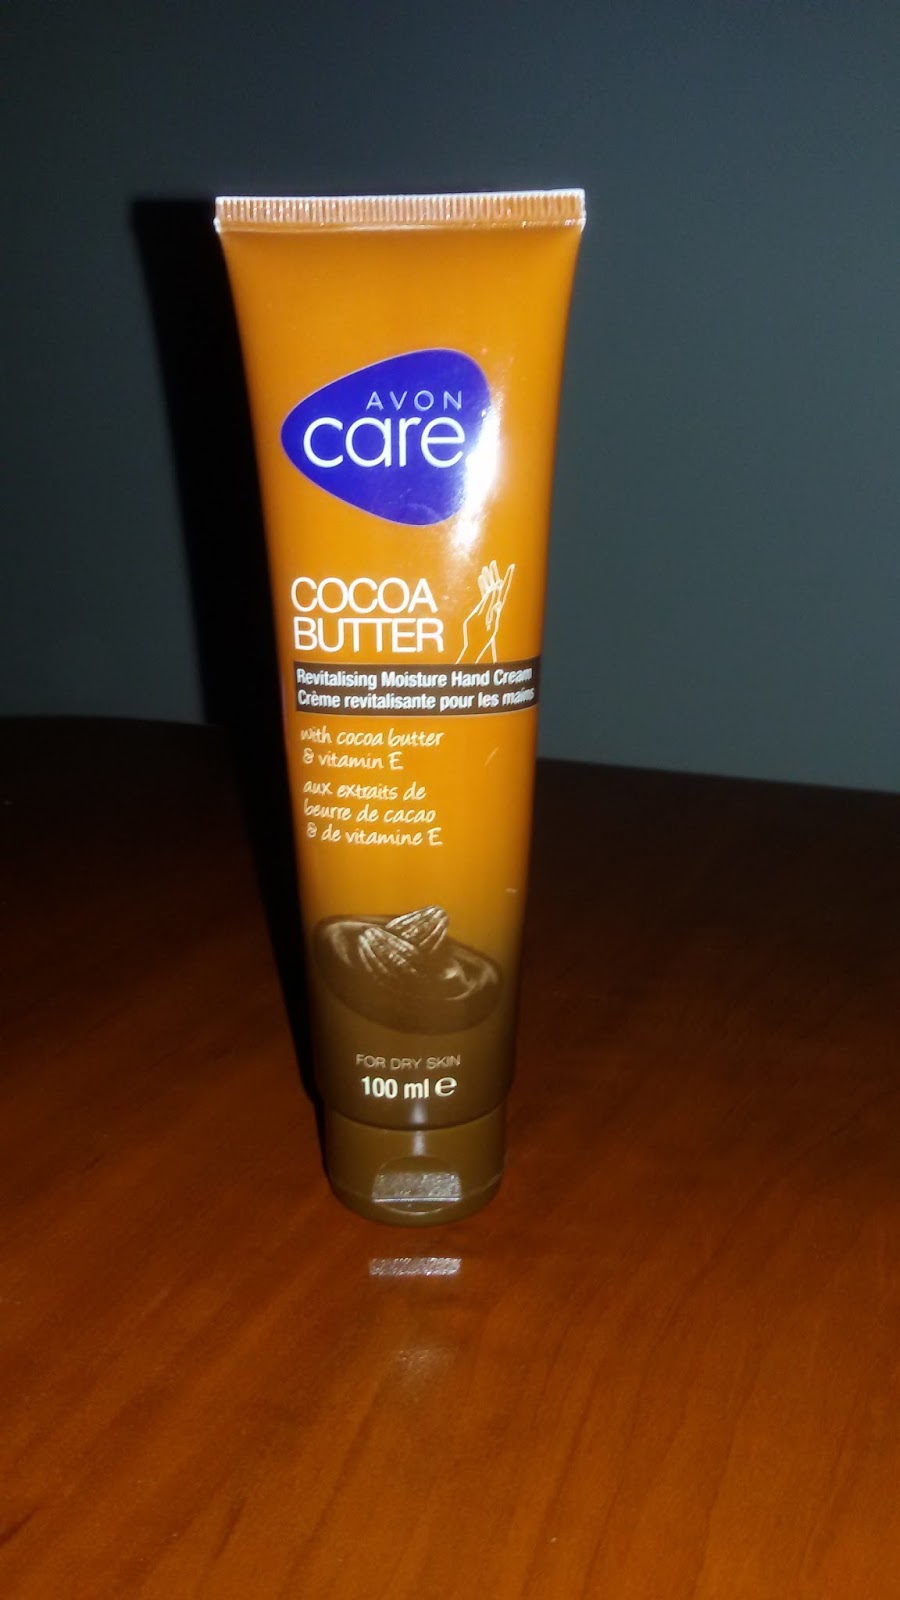 AVON
care
COCOA
BUTTER
Revitalising Moisture Hand Cream
Crème revitalisante pour les mains
with cocoa butter
& vitamin E
aux extraits de
beurre de cacao
& de vitamine E
FOR DRY SKIN
100 ml e